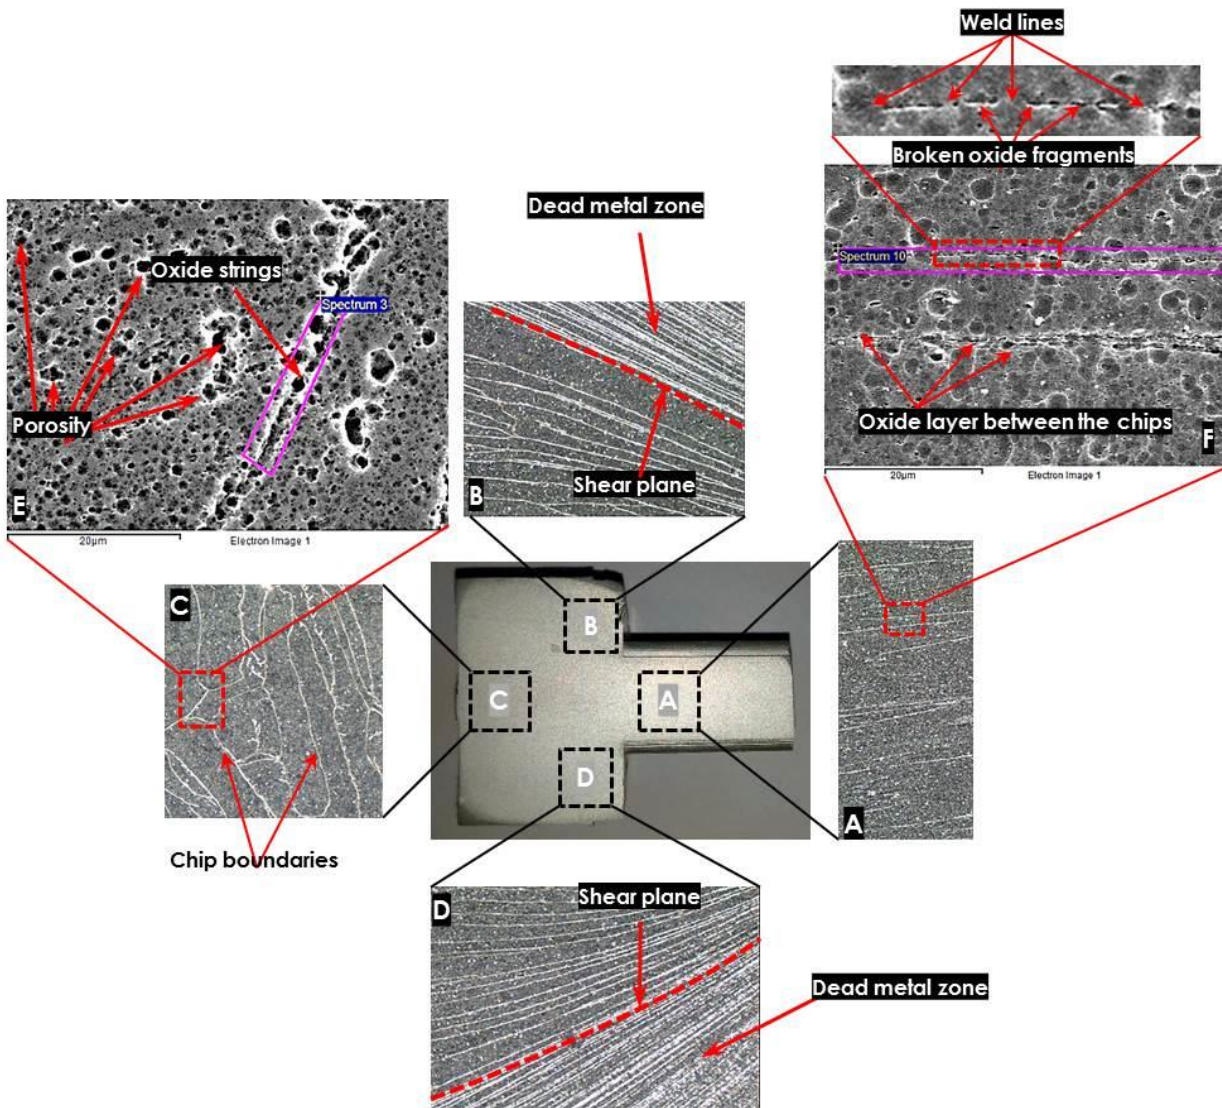 Weld lines
Broken oxide fragments
Dead metal zone
Oxide strings
Spectrum 3
Spectrum 10
Porosity
Shear plane
Oxide layer between the chips
E
B
F
20µm
Electron Image 1
20µm
Electron Image 1
C
B
C
A
D
A
Chip boundaries
D
Shear plane
Dead metal zone